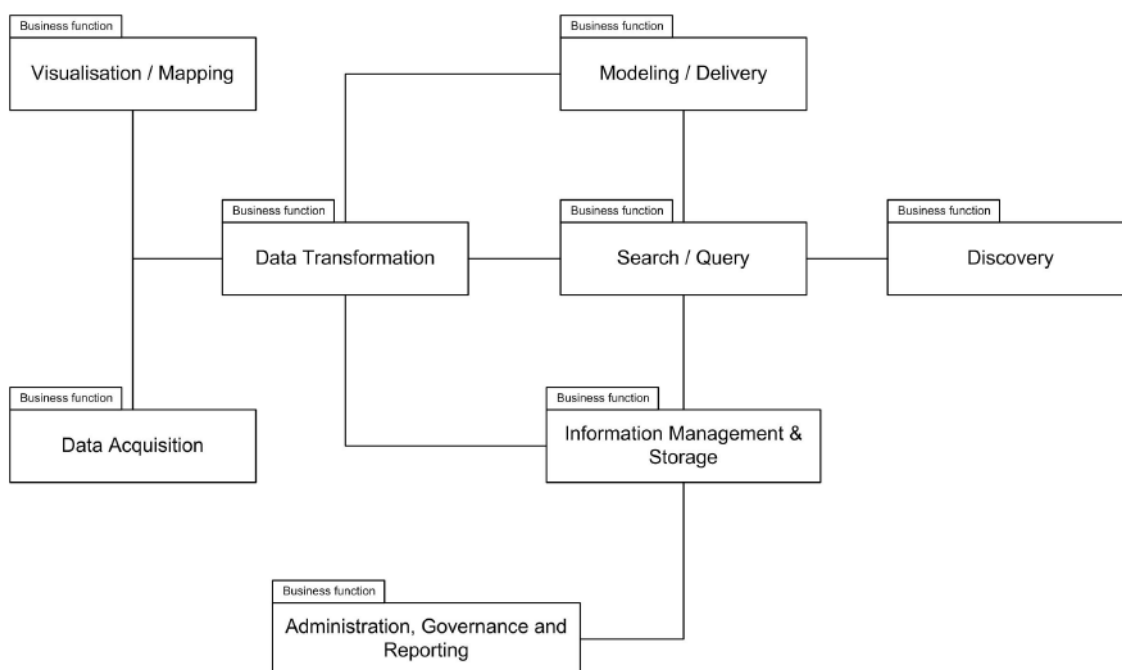 Business function
Visualisation / Mapping
Business function
Modeling / Delivery
Business function
Data Transformation
Business function
Search / Query
Business function
Discovery
Business function
Data Acquisition
Business function
Information Management &
Storage
Business function
Administration, Governance and
Reporting